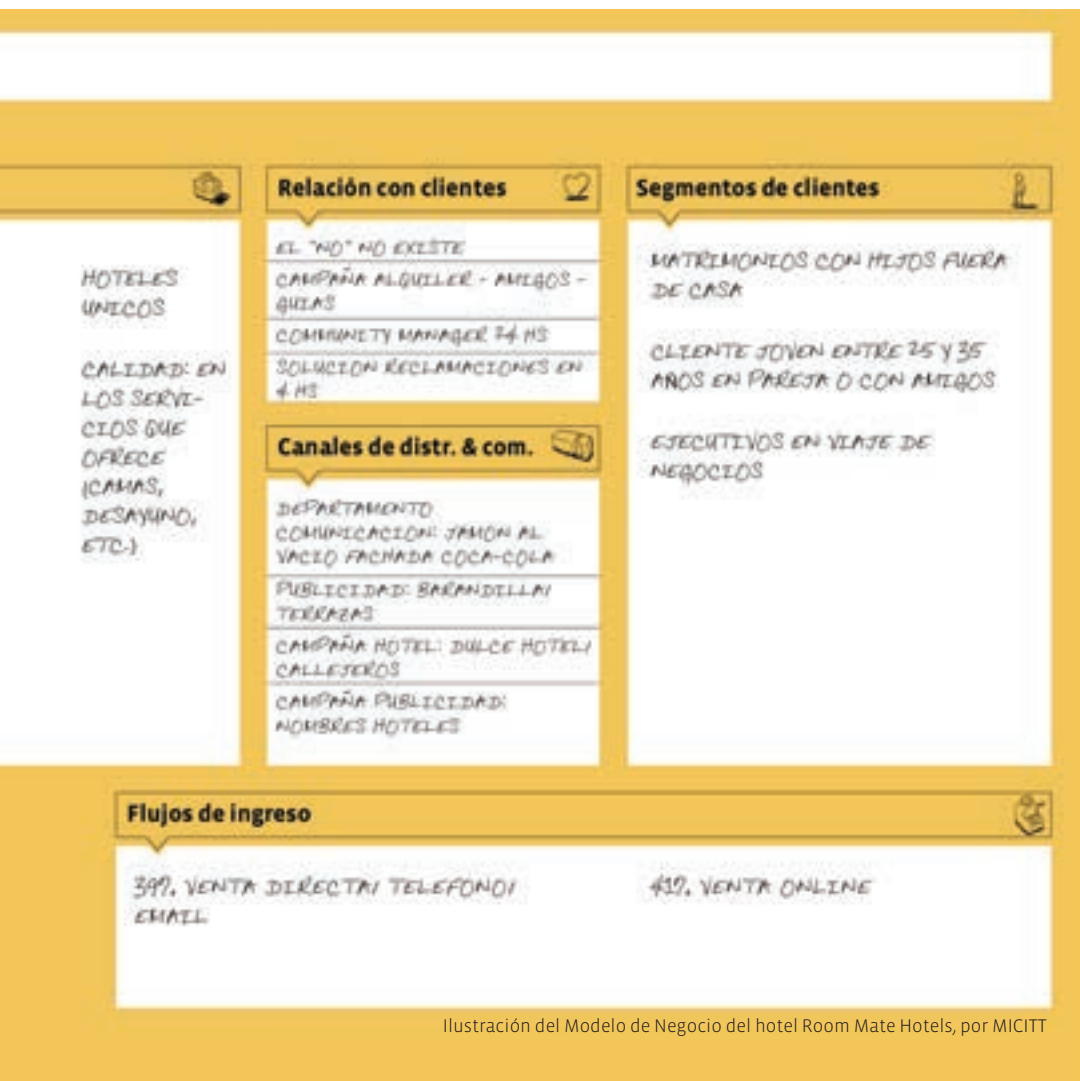 HOTELES
UNICOS
CALIDAD: EN
LOS SERVI-
CIOS QUE
OFRECE
(CAMAS,
DESAYUNO,
ETC.)
Relación con clientes
EL "NO" NO EXISTE
CAMPAÑA ALQUILER - AMIGOS -
GUIAS
COMMUNITY MANAGER 24 HS
SOLUCION RECLAMACIONES EN
4 HS
Canales de distr. & com.
DEPARTAMENTO
COMUNICACION: JAMON AL
VACIO FACHADA COCA-COLA
PUBLICIDAD: BARANDILLA/
TERRAZAS
CAMPAÑA HOTEL: DULCE HOTEL/
CALLEJEROS
CAMPAÑA PUBLICIDAD:
NOMBRES HOTELES
Segmentos de clientes
MATRIMONIOS CON HIJOS FUERA
DE CASA
CLIENTE JOVEN ENTRE 25 Y 35
AÑOS EN PAREJA O CON AMIGOS
EJECUTIVOS EN VIAJE DE
NEGOCIOS
Flujos de ingreso
39% VENTA DIRECTA/ TELEFONO/
EMAIL
41% VENTA ONLINE
Ilustración del Modelo de Negocio del hotel Room Mate Hotels, por MICITT